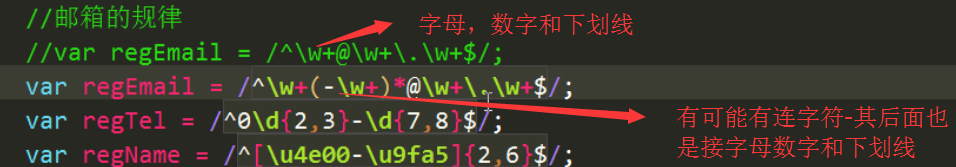 //邮箱的规律
字母，数字和下划线
//var regEmail = /^\w+@\w+\.\w+$/;
var regEmail = /^\w+(-\w+)*@\w+\.\w+$/;
var regTel = /^0\d{2,3}-\d{7,8}$/;
有可能有连字符-其后面也
是接字母数字和下划线
var regName = /^[\u4e00-\u9fa5]{2,6}$/;